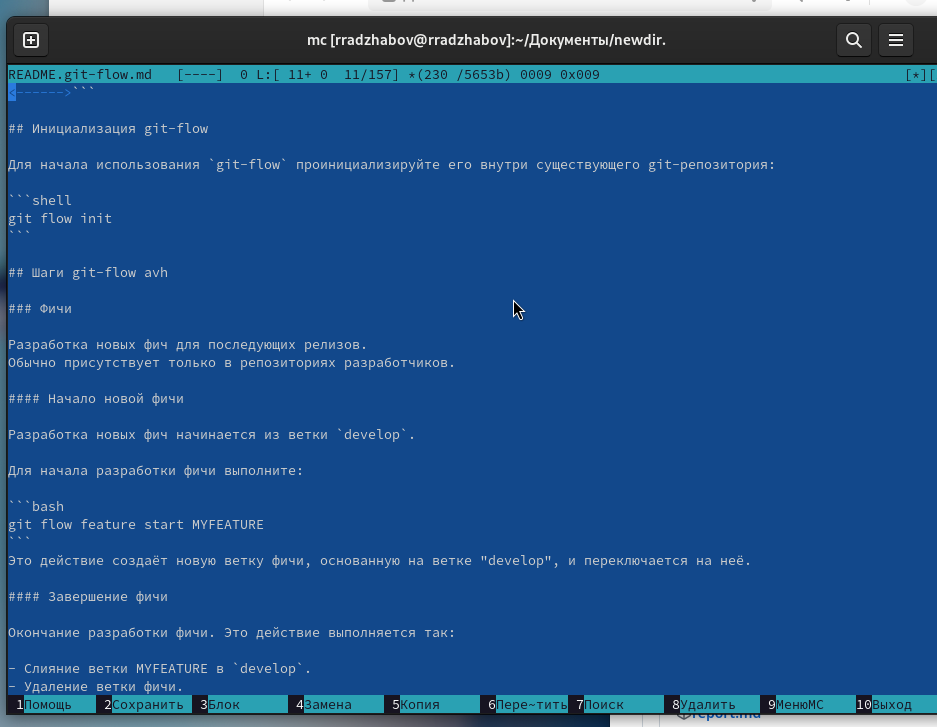 mc [rradzhabov@rradzhabov]:~/Документы/newdir.
README.git-flow.md [----] 0 L:[ 11+ 0 11/157] *(230 /5653b) 0009 0x009 [*][
<------>```
## Инициализация git-flow
Для начала использования `git-flow` проинициализируйте его внутри существующего git-репозитория:
```shell
git flow init
```
## Шаги git-flow avh
### Фичи
Разработка новых фич для последующих релизов.
Обычно присутствует только в репозиториях разработчиков.
#### Начало новой фичи
Разработка новых фич начинается из ветки `develop`.
Для начала разработки фичи выполните:
```bash
git flow feature start MYFEATURE
```
Это действие создаёт новую ветку фичи, основанную на ветке "develop", и переключается на неё.
#### Завершение фичи
Окончание разработки фичи. Это действие выполняется так:
- Слияние ветки MYFEATURE в `develop`.
- Удаление ветки фичи.
1Помощь 2Сохранить 3Блок 4Замена 5Копия 6Пере~тить 7Поиск 8Удалить 9МенюMC 10Выход
report.md